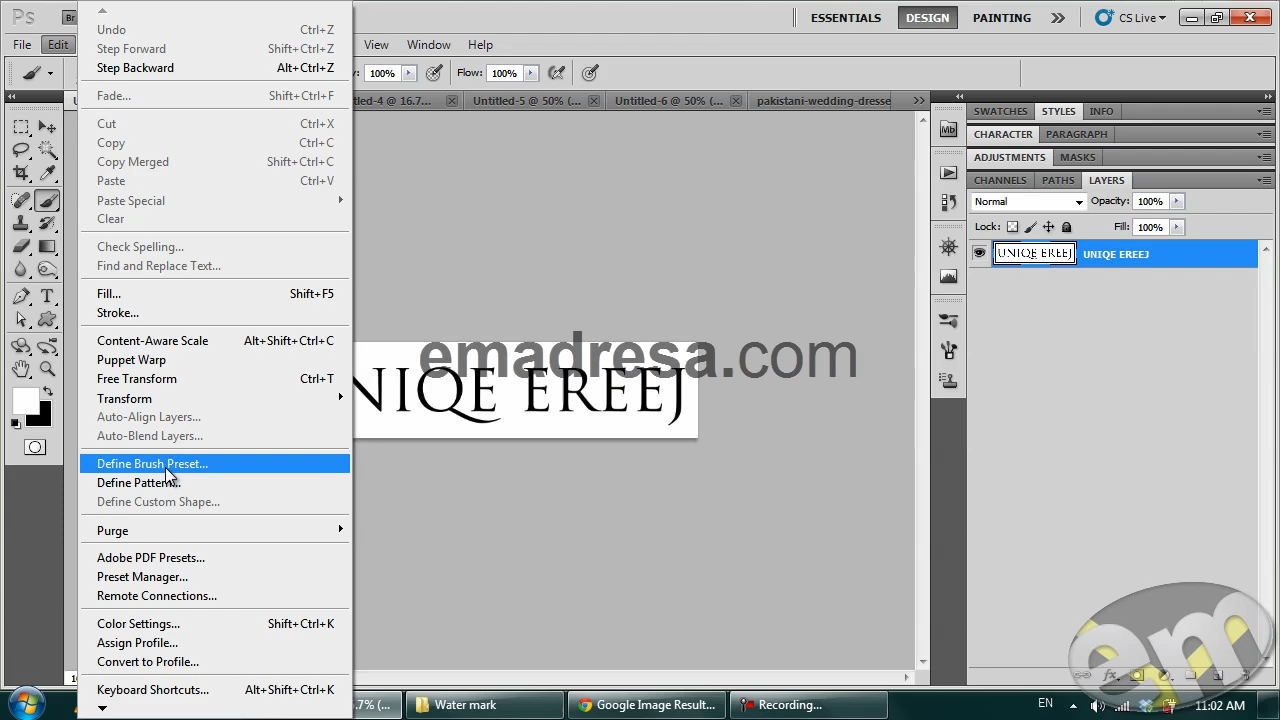 Ps
Br
ESSENTIALS
DESIGN
PAINTING
CS Live
File
Edit
View
Window
Help
100%
Flow:
100%
@ 16.7...
Untitled-5 @ 50% (...
Untitled-6 @ 50% (...
pakistani-wedding-dresse
Undo Ctrl+Z
Step Forward Shift+Ctrl+Z
Step Backward Alt+Ctrl+Z
Fade... Shift+Ctrl+F
Cut Ctrl+X
Copy Ctrl+C
Copy Merged Shift+Ctrl+C
Paste Ctrl+V
Paste Special
Clear
Check Spelling...
Find and Replace Text...
Fill... Shift+F5
Stroke...
Content-Aware Scale Alt+Shift+Ctrl+C
Puppet Warp
Free Transform Ctrl+T
Transform
Auto-Align Layers...
Auto-Blend Layers...
Define Brush Preset...
Define Pattern...
Define Custom Shape...
Purge
Adobe PDF Presets...
Preset Manager...
Remote Connections...
Color Settings... Shift+Ctrl+K
Assign Profile...
Convert to Profile...
Keyboard Shortcuts... Alt+Shift+Ctrl+K
emadresa.com
NIQE EREEJ
Mb
SWATCHES
STYLES
INFO
CHARACTER
PARAGRAPH
ADJUSTMENTS
MASKS
CHANNELS
PATHS
LAYERS
Normal
Opacity: 100%
Lock:
Fill: 100%
UNIQE EREEJ
UNIQE EREEJ
em
Water mark
Google Image Result...
Recording...
EN
11:02 AM